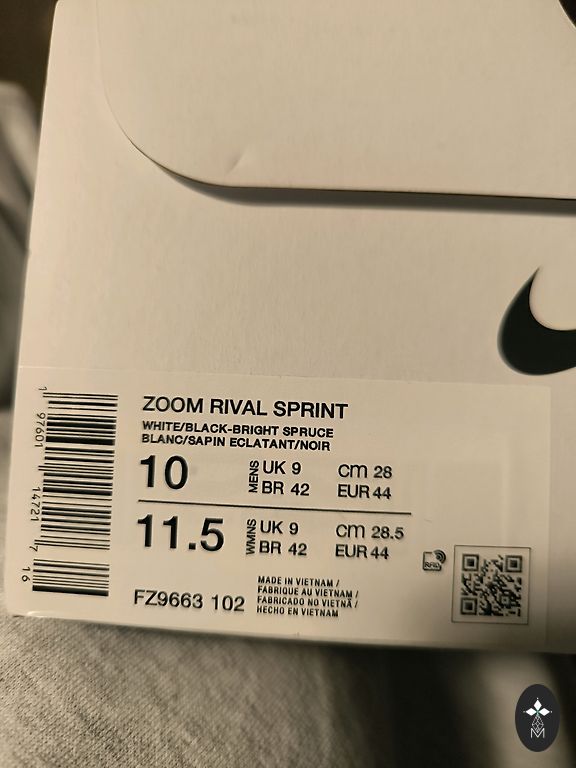 ZOOM RIVAL SPRINT
WHITE/BLACK-BRIGHT SPRUCE
BLANC/SAPIN ECLATANT/NOIR
10 MENS UK 9 CM 28
BR 42 EUR 44
11.5 WMNS UK 9 CM 28.5
BR 42 EUR 44
RFID
FZ9663 102
MADE IN VIETNAM /
FABRIQUE AU VIETNAM /
FABRICADO NO VIETNÃ /
HECHO EN VIETNAM
1 97601 14721 7 16
M